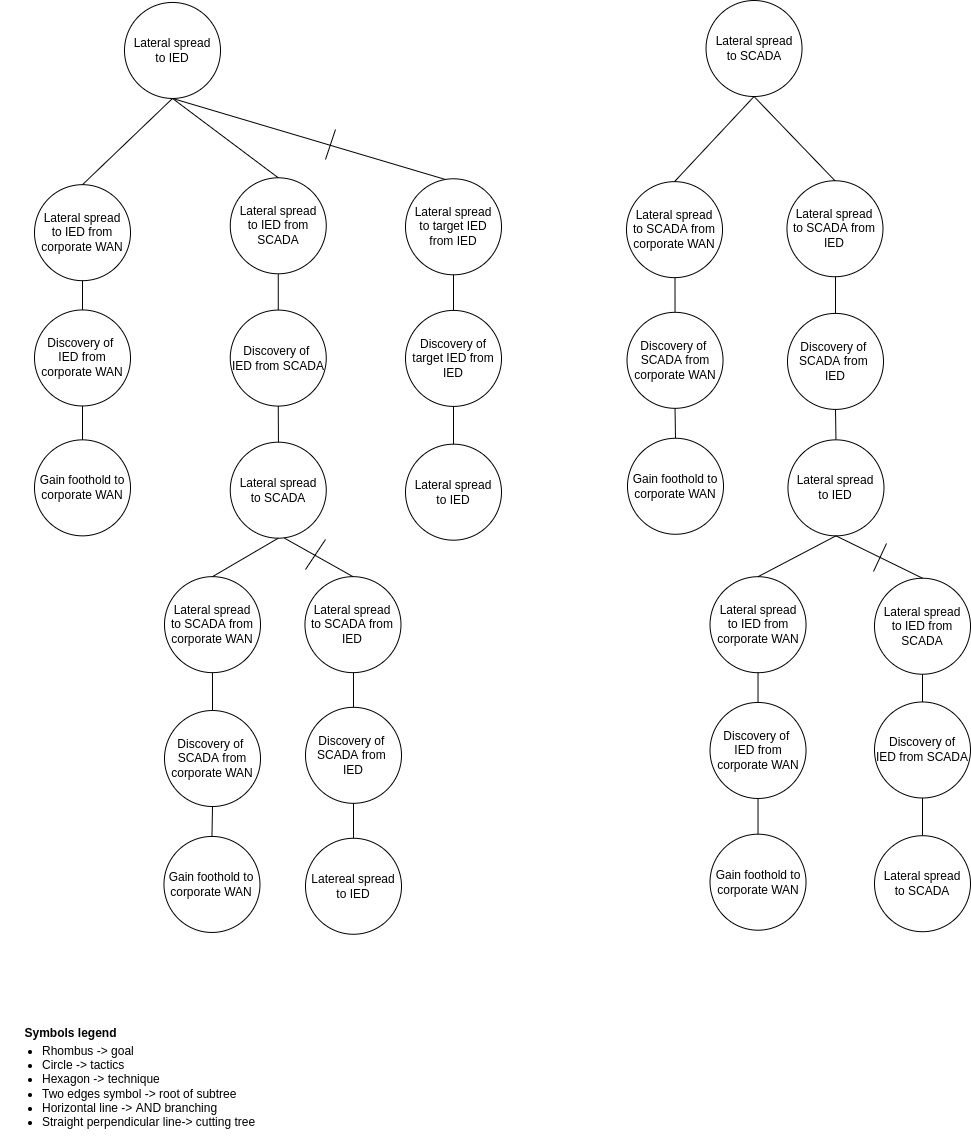 Lateral spread
to IED
Lateral spread
to SCADA
Lateral spread
to IED from
corporate WAN
Lateral spread
to IED from
SCADA
Lateral spread
to target IED
from IED
Lateral spread
to SCADA from
corporate WAN
Lateral spread
to SCADA from
IED
Discovery of
IED from
corporate WAN
Discovery of
IED from SCADA
Discovery of
target IED from
IED
Discovery of
SCADA from
corporate WAN
Discovery of
SCADA from
IED
Gain foothold to
corporate WAN
Lateral spread
to SCADA
Lateral spread
to IED
Gain foothold to
corporate WAN
Lateral spread
to IED
Lateral spread
to SCADA from
corporate WAN
Lateral spread
to SCADA from
IED
Lateral spread
to IED from
corporate WAN
Lateral spread
to IED from
SCADA
Discovery of
SCADA from
corporate WAN
Discovery of
SCADA from
IED
Discovery of
IED from
corporate WAN
Discovery of
IED from SCADA
Gain foothold to
corporate WAN
Latereal spread
to IED
Gain foothold to
corporate WAN
Lateral spread
to SCADA
Symbols legend
• Rhombus -> goal
• Circle -> tactics
• Hexagon -> technique
• Two edges symbol -> root of subtree
• Horizontal line -> AND branching
• Straight perpendicular line-> cutting tree